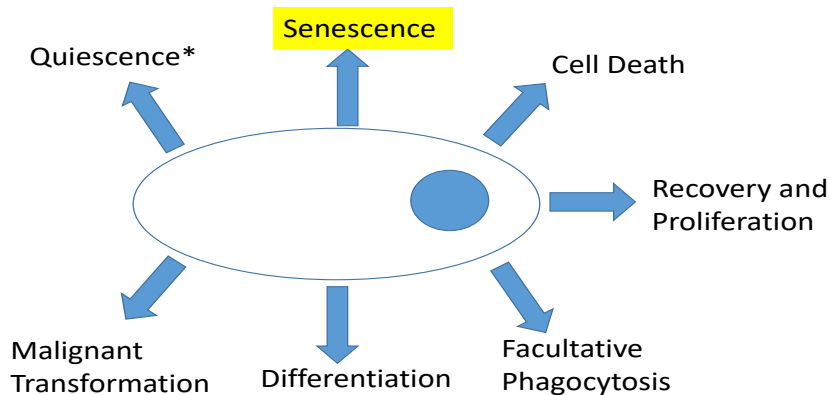 Senescence
Quiescence*
Cell Death
Recovery and
Proliferation
Malignant
Transformation
Differentiation
Facultative
Phagocytosis